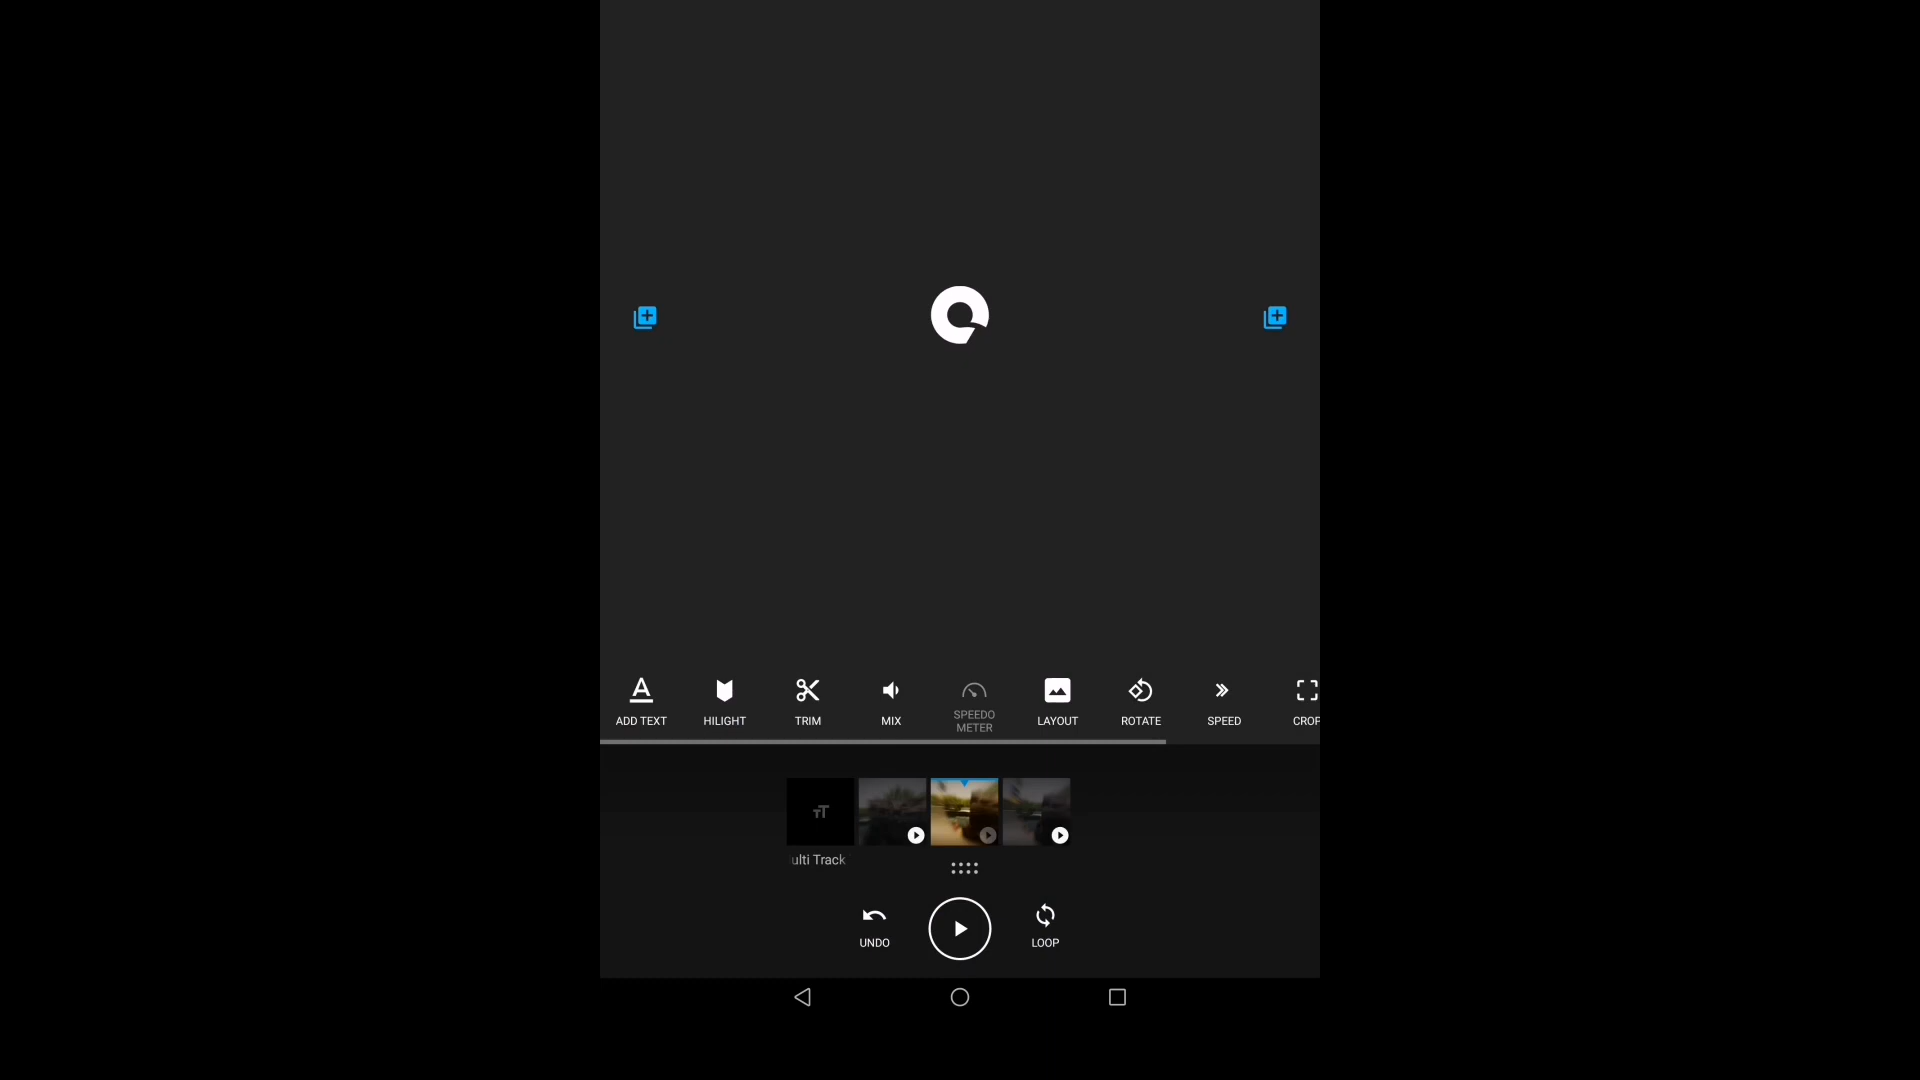 ADD TEXT
HILIGHT
TRIM
MIX
SPEEDO
METER
LAYOUT
ROTATE
SPEED
CROP
ulti Track
UNDO
LOOP